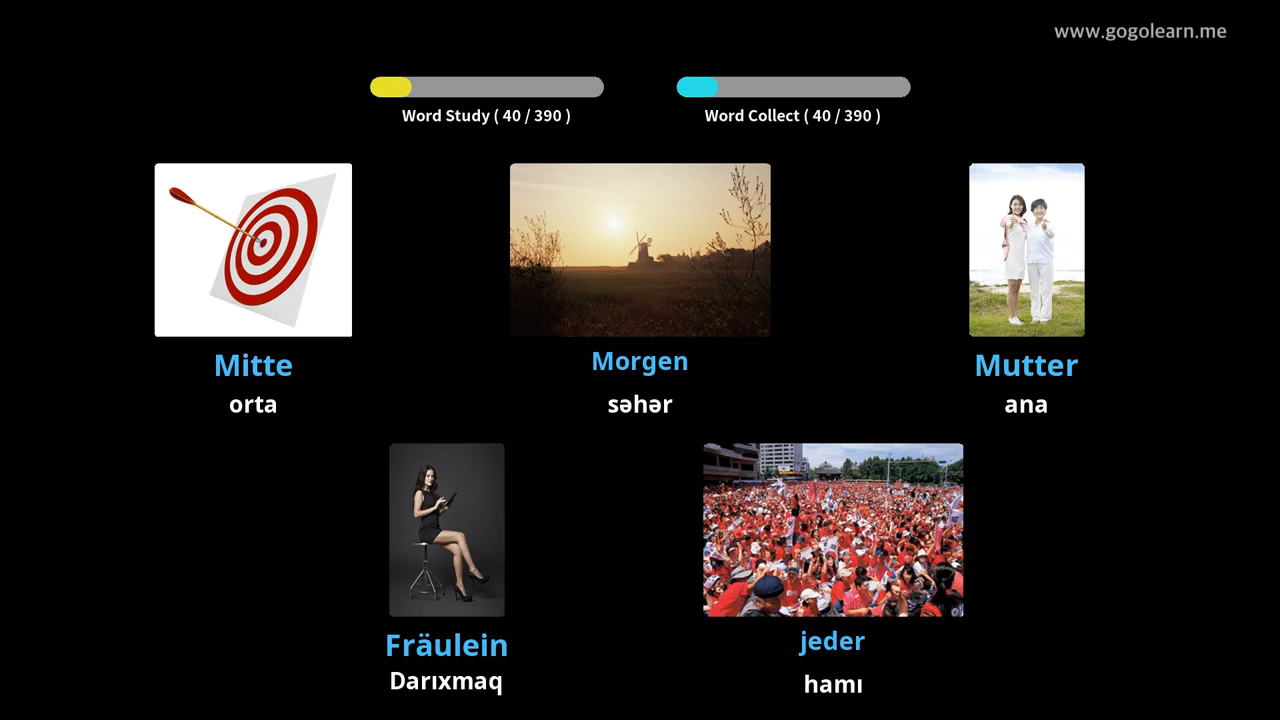 www.gogolearn.me
Word Study ( 40 / 390 )
Word Collect ( 40 / 390 )
Mitte
orta
Morgen
səhər
Mutter
ana
Fräulein
Darıxmaq
jeder
hamı